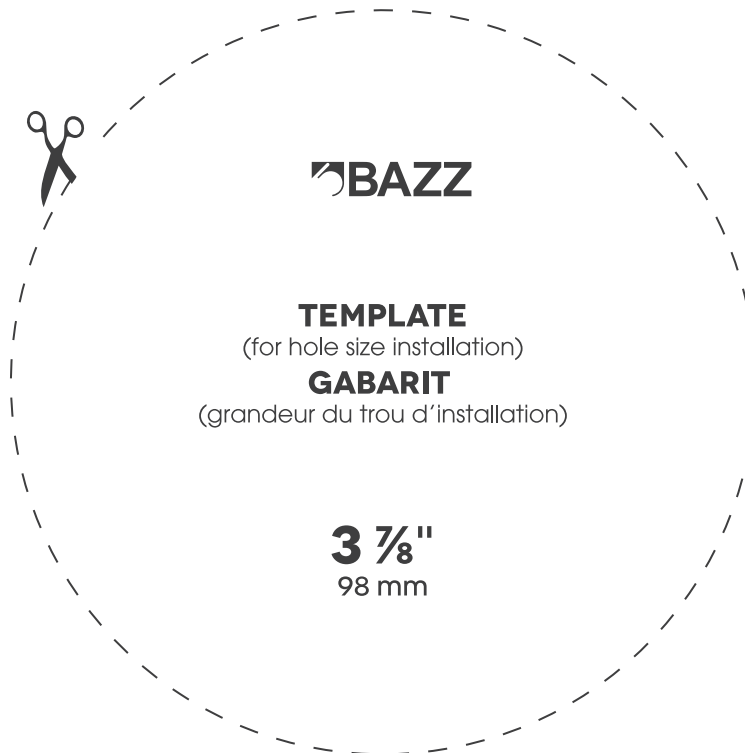 BAZZ
TEMPLATE
(for hole size installation)
GABARIT
(grandeur du trou d’installation)
3 ⅞"
98 mm